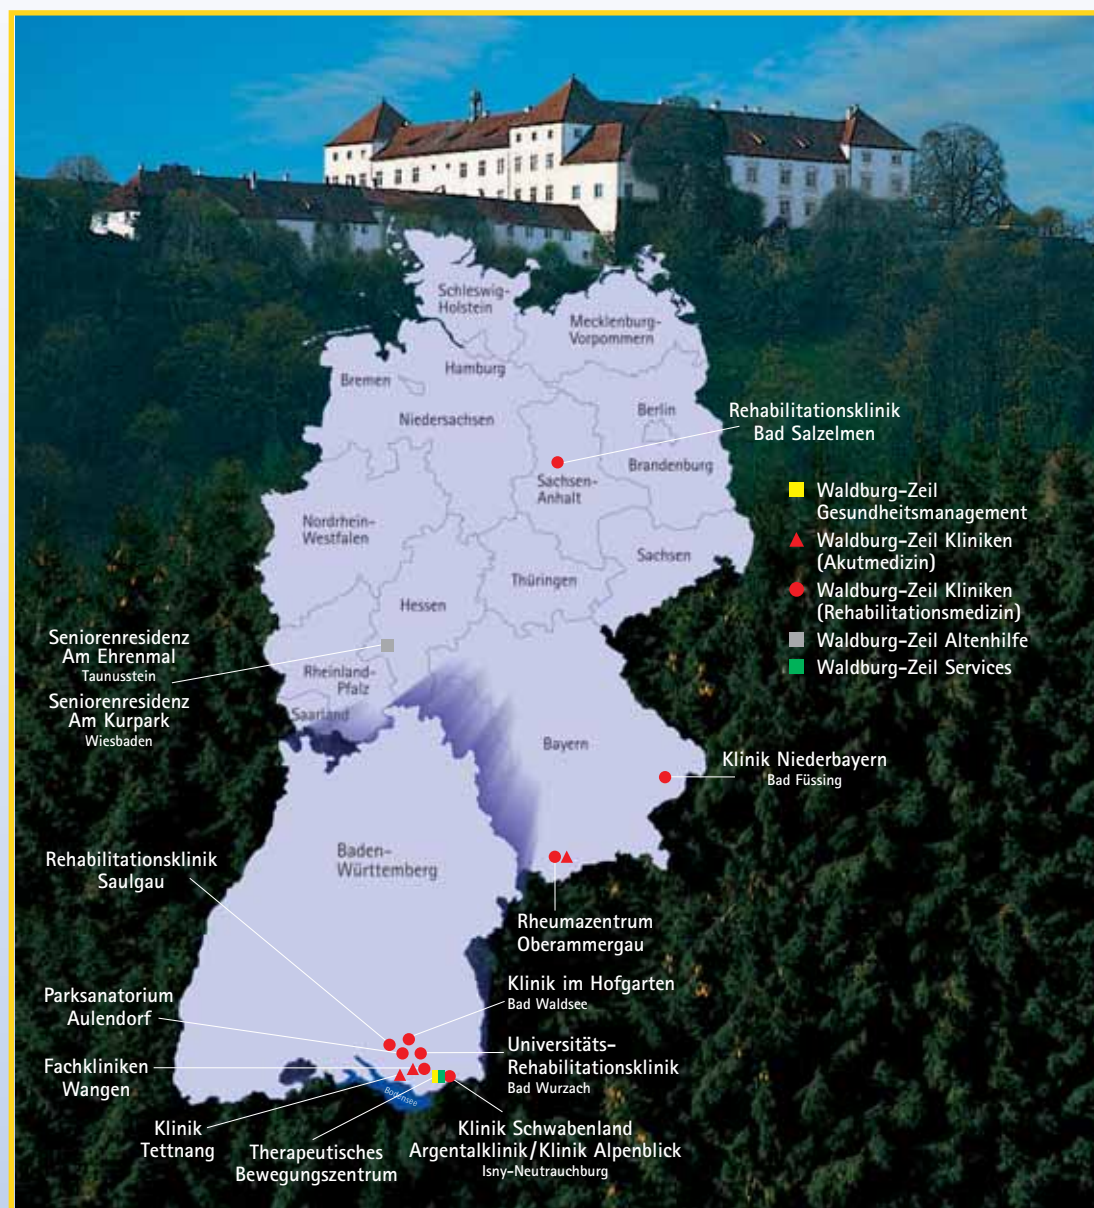 Schleswig-
Holstein
Mecklenburg-
Vorpommern
Hamburg
Bremen
Niedersachsen
Berlin
Brandenburg
Sachsen-
Anhalt
Nordrhein-
Westfalen
Sachsen
Thüringen
Hessen
Rheinland-
Pfalz
Saarland
Bayern
Baden-
Württemberg
Bodensee
Rehabilitationsklinik
Bad Salzelmen
Waldburg-Zeil
Gesundheitsmanagement
Waldburg-Zeil Kliniken
(Akutmedizin)
Waldburg-Zeil Kliniken
(Rehabilitationsmedizin)
Waldburg-Zeil Altenhilfe
Waldburg-Zeil Services
Seniorenresidenz
Am Ehrenmal
Taunusstein
Seniorenresidenz
Am Kurpark
Wiesbaden
Klinik Niederbayern
Bad Füssing
Rehabilitationsklinik
Saulgau
Rheumazentrum
Oberammergau
Klinik im Hofgarten
Bad Waldsee
Parksanatorium
Aulendorf
Universitäts-
Rehabilitationsklinik
Bad Wurzach
Fachkliniken
Wangen
Klinik
Tettnang
Therapeutisches
Bewegungszentrum
Klinik Schwabenland
Argentalklinik/Klinik Alpenblick
Isny-Neutrauchburg